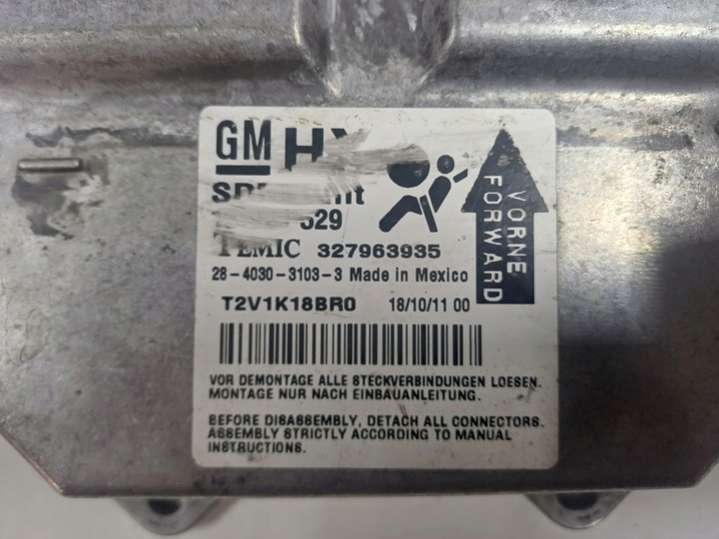 GM
529
TEMIC 327963935
28-4030-3103-3 Made in Mexico
T2V1K18BR0 18/10/11 00
VORNE
FORWARD
VOR DEMONTAGE ALLE STECKVERBINDUNGEN LOESEN.
MONTAGE NUR NACH EINBAUANLEITUNG.
BEFORE DISASSEMBLY, DETACH ALL CONNECTORS.
ASSEMBLY STRICTLY ACCORDING TO MANUAL
INSTRUCTIONS.